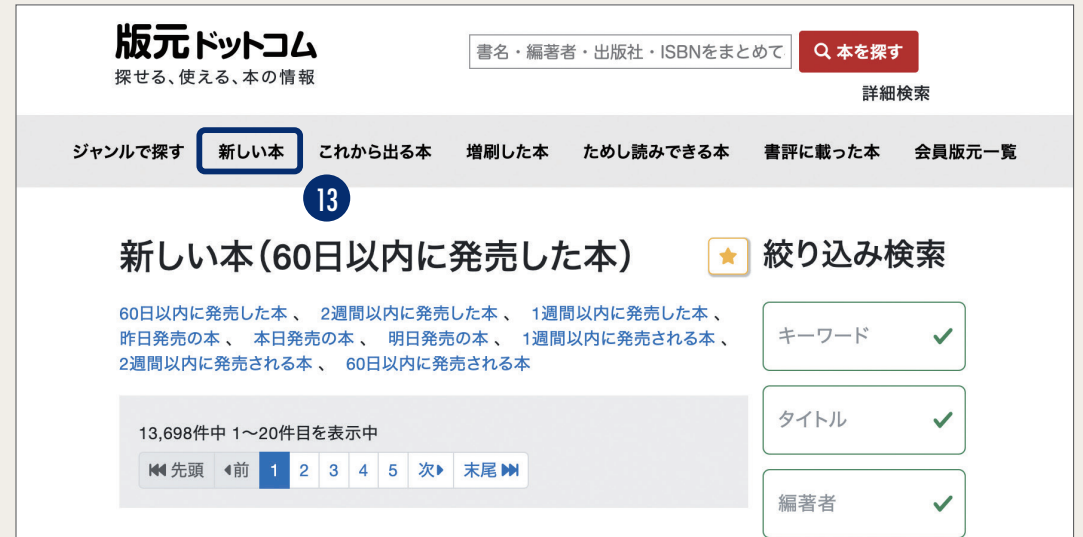 版元ドットコム
探せる、使える、本の情報
書名・編著者・出版社・ISBNをまとめて
本を探す
詳細検索
ジャンルで探す 新しい本 これから出る本 増刷した本 ためし読みできる本 書評に載った本 会員版元一覧
13
新しい本（60日以内に発売した本）
60日以内に発売した本 、 2週間以内に発売した本 、 1週間以内に発売した本 、
昨日発売の本 、 本日発売の本 、 明日発売の本 、 1週間以内に発売される本 、
2週間以内に発売される本 、 60日以内に発売される本
13,698件中 1〜20件目を表示中
先頭 前 1 2 3 4 5 次 末尾
絞り込み検索
キーワード
タイトル
編著者